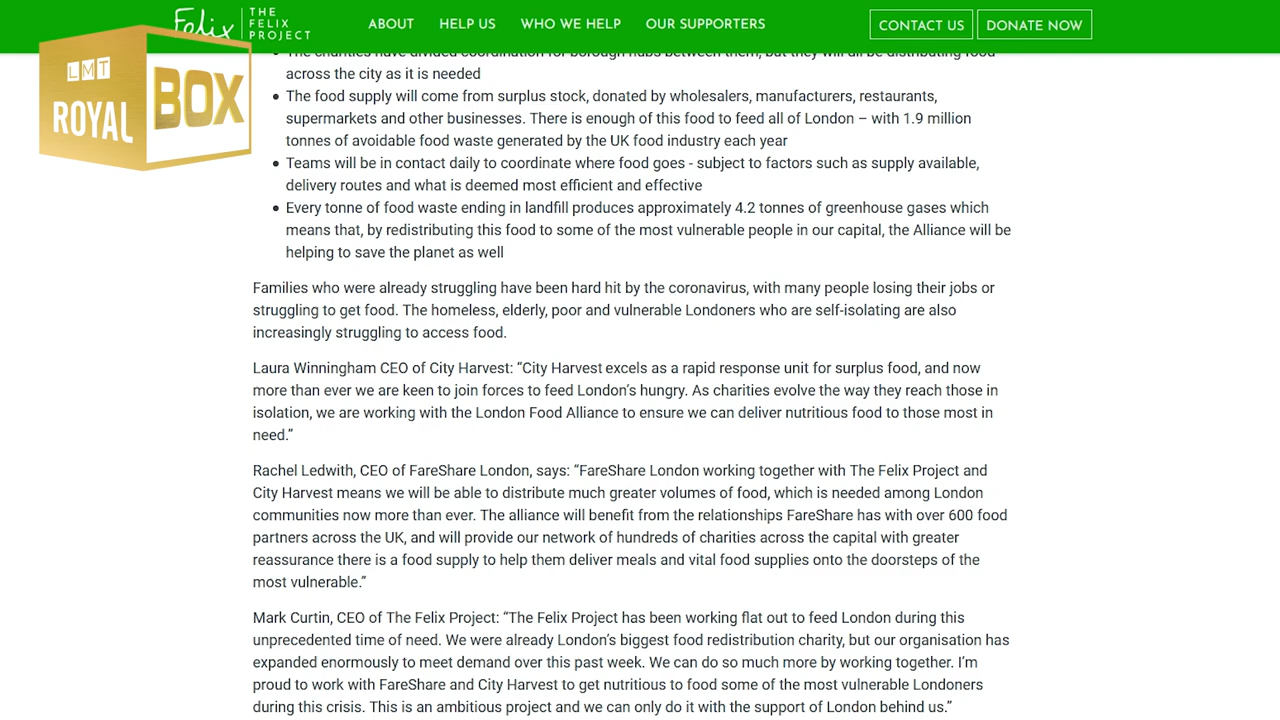 Felix
THE
FELIX
PROJECT
ABOUT
HELP US
WHO WE HELP
OUR SUPPORTERS
CONTACT US
DONATE NOW
LMT
ROYAL
BOX
The charities have divided coordination for borough hubs between them, but they will all be distributing food
across the city as it is needed
The food supply will come from surplus stock, donated by wholesalers, manufacturers, restaurants,
supermarkets and other businesses. There is enough of this food to feed all of London – with 1.9 million
tonnes of avoidable food waste generated by the UK food industry each year
Teams will be in contact daily to coordinate where food goes - subject to factors such as supply available,
delivery routes and what is deemed most efficient and effective
Every tonne of food waste ending in landfill produces approximately 4.2 tonnes of greenhouse gases which
means that, by redistributing this food to some of the most vulnerable people in our capital, the Alliance will be
helping to save the planet as well
Families who were already struggling have been hard hit by the coronavirus, with many people losing their jobs or
struggling to get food. The homeless, elderly, poor and vulnerable Londoners who are self-isolating are also
increasingly struggling to access food.
Laura Winningham CEO of City Harvest: “City Harvest excels as a rapid response unit for surplus food, and now
more than ever we are keen to join forces to feed London’s hungry. As charities evolve the way they reach those in
isolation, we are working with the London Food Alliance to ensure we can deliver nutritious food to those most in
need.”
Rachel Ledwith, CEO of FareShare London, says: “FareShare London working together with The Felix Project and
City Harvest means we will be able to distribute much greater volumes of food, which is needed among London
communities now more than ever. The alliance will benefit from the relationships FareShare has with over 600 food
partners across the UK, and will provide our network of hundreds of charities across the capital with greater
reassurance there is a food supply to help them deliver meals and vital food supplies onto the doorsteps of the
most vulnerable.”
Mark Curtin, CEO of The Felix Project: “The Felix Project has been working flat out to feed London during this
unprecedented time of need. We were already London’s biggest food redistribution charity, but our organisation has
expanded enormously to meet demand over this past week. We can do so much more by working together. I’m
proud to work with FareShare and City Harvest to get nutritious to food some of the most vulnerable Londoners
during this crisis. This is an ambitious project and we can only do it with the support of London behind us.”